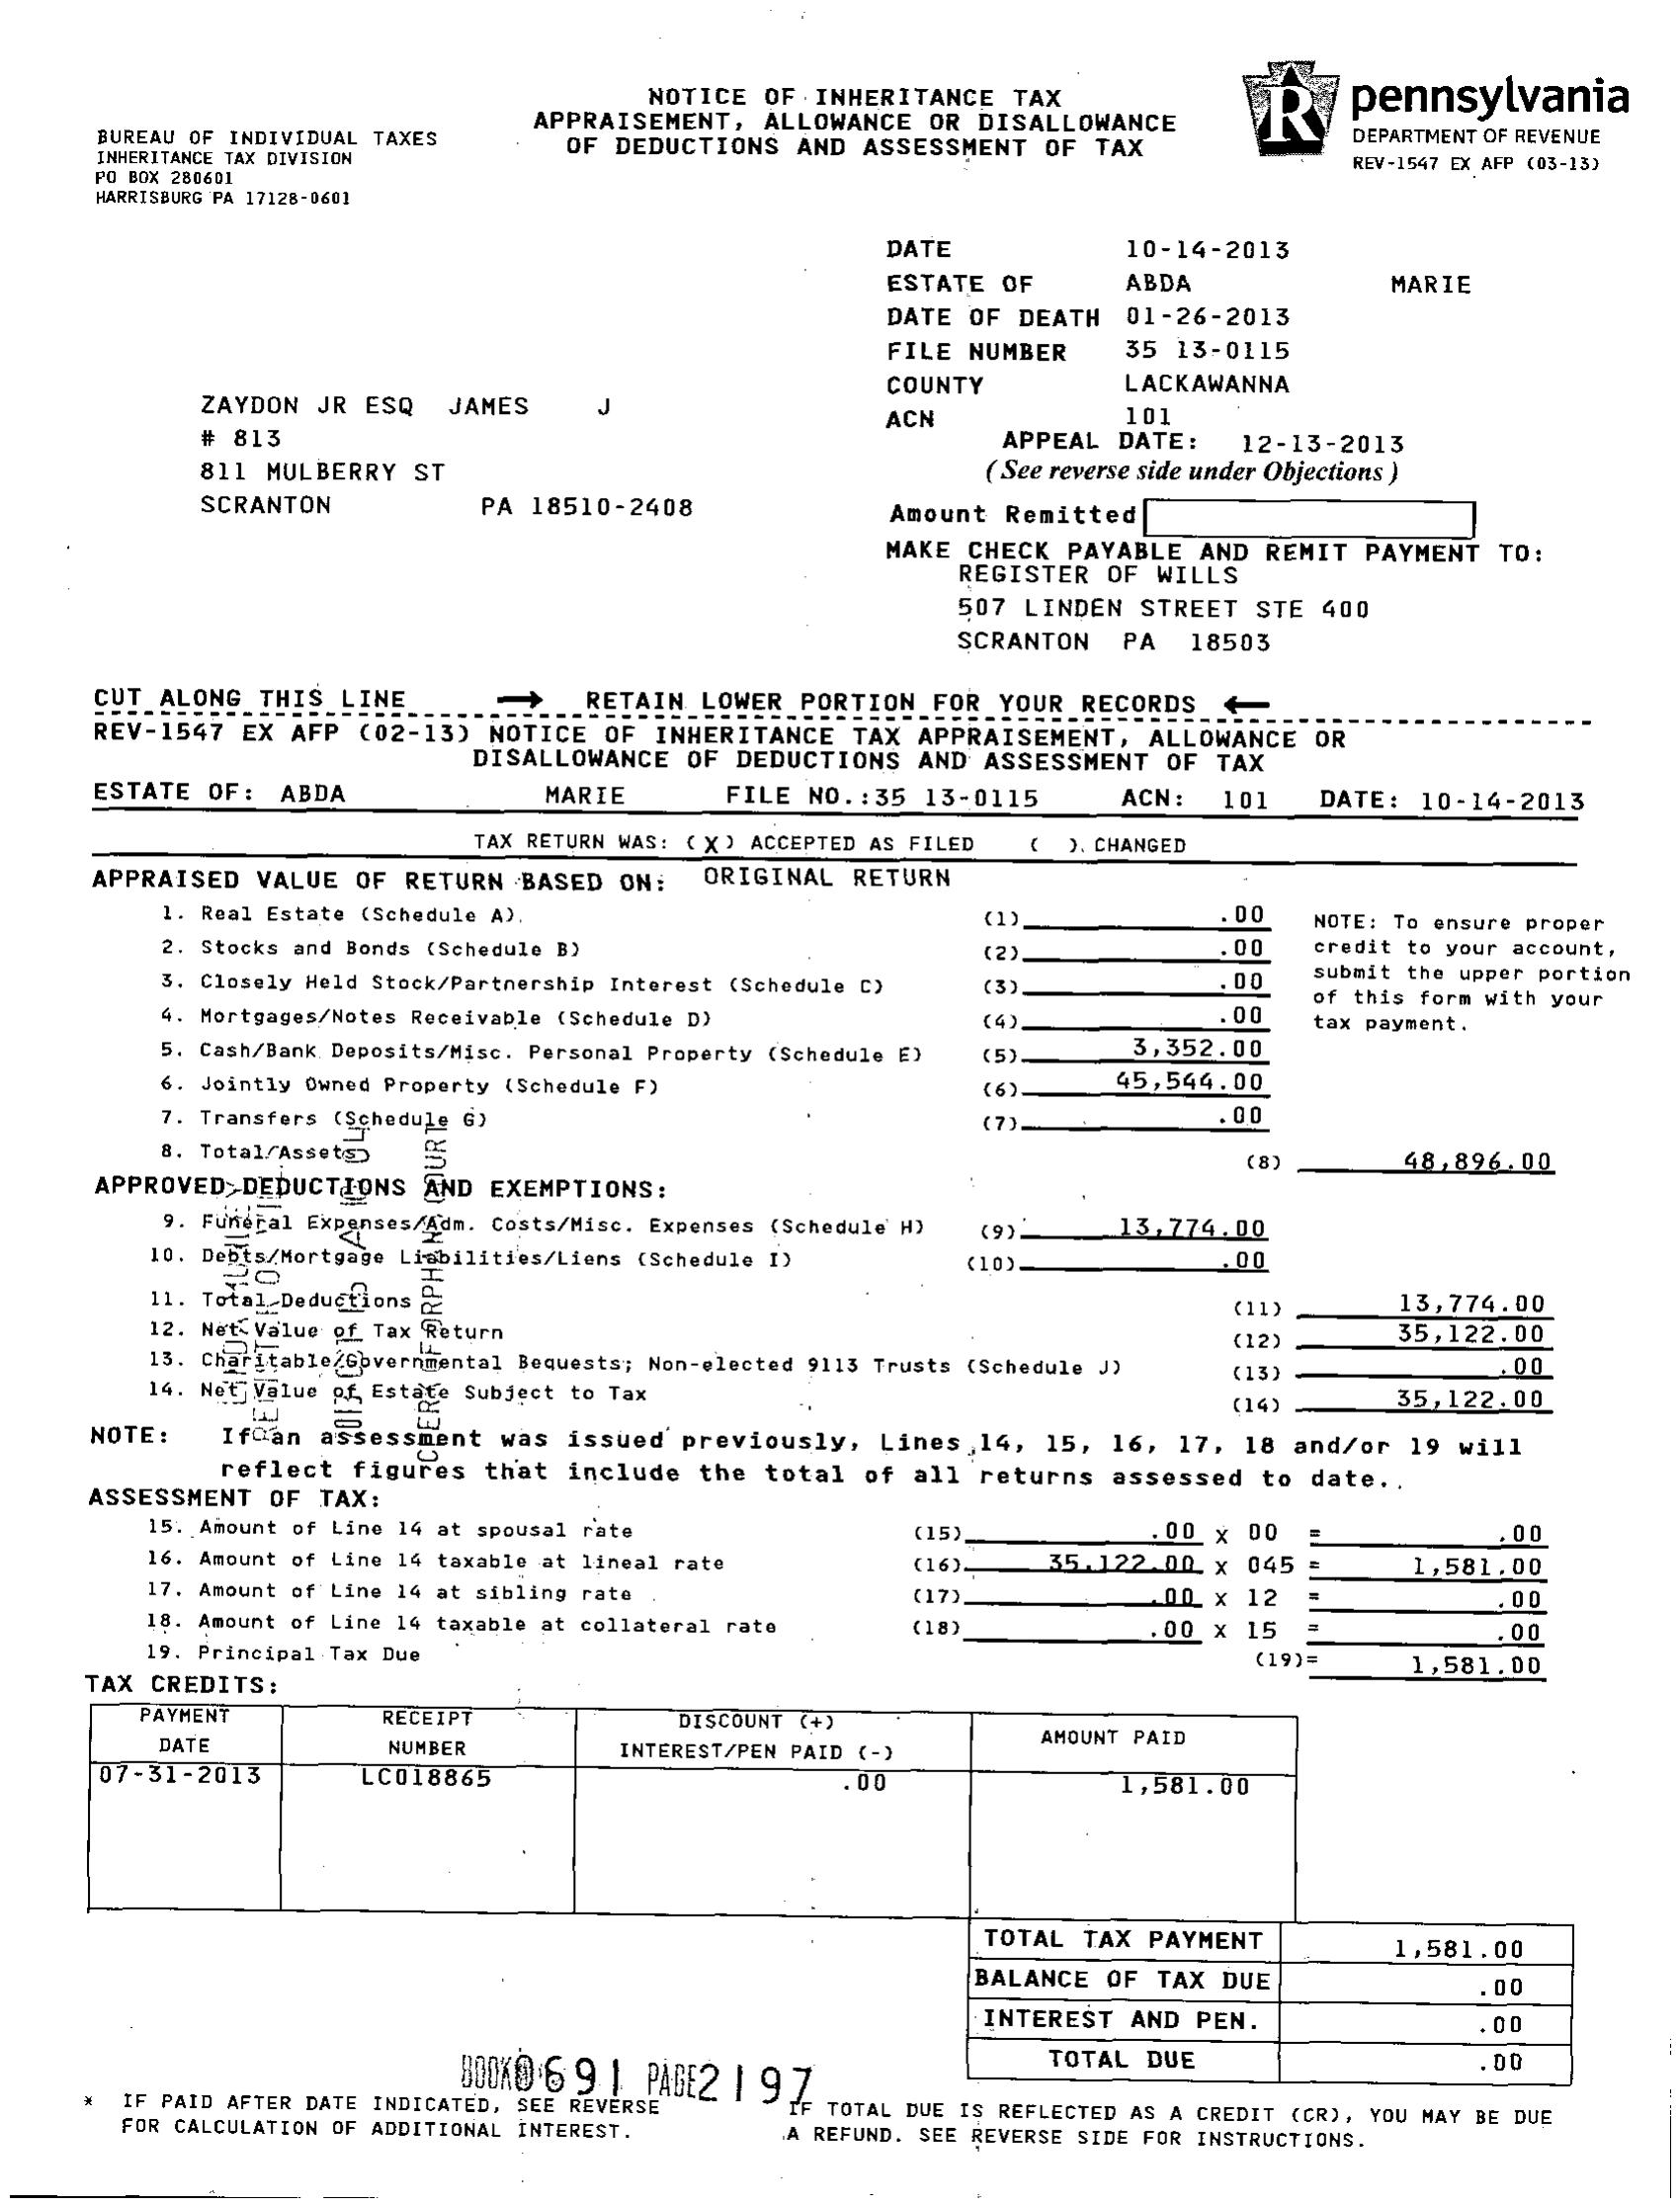 NOTICE OF INHERITANCE TAX
APPRAISEMENT, ALLOWANCE OR DISALLOWANCE
OF DEDUCTIONS AND ASSESSMENT OF TAX
pennsylvania
DEPARTMENT OF REVENUE
REV-1547 EX AFP (03-13)
BUREAU OF INDIVIDUAL TAXES
INHERITANCE TAX DIVISION
PO BOX 280601
HARRISBURG PA 17128-0601
DATE 10-14-2013
ESTATE OF ABDA MARIE
DATE OF DEATH 01-26-2013
FILE NUMBER 35 13-0115
COUNTY LACKAWANNA
ACN 101
APPEAL DATE: 12-13-2013
(See reverse side under Objections)
ZAYDON JR ESQ JAMES J
# 813
811 MULBERRY ST
SCRANTON PA 18510-2408
Amount Remitted
MAKE CHECK PAYABLE AND REMIT PAYMENT TO:
REGISTER OF WILLS
507 LINDEN STREET STE 400
SCRANTON PA 18503
CUT ALONG THIS LINE → RETAIN LOWER PORTION FOR YOUR RECORDS ←
REV-1547 EX AFP (02-13) NOTICE OF INHERITANCE TAX APPRAISEMENT, ALLOWANCE OR
DISALLOWANCE OF DEDUCTIONS AND ASSESSMENT OF TAX
ESTATE OF: ABDA MARIE FILE NO.:35 13-0115 ACN: 101 DATE: 10-14-2013
TAX RETURN WAS: (X) ACCEPTED AS FILED ( ) CHANGED
APPRAISED VALUE OF RETURN BASED ON: ORIGINAL RETURN
1. Real Estate (Schedule A) (1) .00
2. Stocks and Bonds (Schedule B) (2) .00
3. Closely Held Stock/Partnership Interest (Schedule C) (3) .00
4. Mortgages/Notes Receivable (Schedule D) (4) .00
5. Cash/Bank Deposits/Misc. Personal Property (Schedule E) (5) 3,352.00
6. Jointly Owned Property (Schedule F) (6) 45,544.00
7. Transfers (Schedule G) (7) .00
8. Total Assets (8) 48,896.00
NOTE: To ensure proper
credit to your account,
submit the upper portion
of this form with your
tax payment.
APPROVED DEDUCTIONS AND EXEMPTIONS:
9. Funeral Expenses/Adm. Costs/Misc. Expenses (Schedule H) (9) 13,774.00
10. Debts/Mortgage Liabilities/Liens (Schedule I) (10) .00
11. Total Deductions (11) 13,774.00
12. Net Value of Tax Return (12) 35,122.00
13. Charitable/Governmental Bequests; Non-elected 9113 Trusts (Schedule J) (13) .00
14. Net Value of Estate Subject to Tax (14) 35,122.00
NOTE: If an assessment was issued previously, Lines 14, 15, 16, 17, 18 and/or 19 will
reflect figures that include the total of all returns assessed to date.
ASSESSMENT OF TAX:
15. Amount of Line 14 at spousal rate (15) .00 X 00 = .00
16. Amount of Line 14 taxable at lineal rate (16) 35,122.00 X 045 = 1,581.00
17. Amount of Line 14 at sibling rate (17) .00 X 12 = .00
18. Amount of Line 14 taxable at collateral rate (18) .00 X 15 = .00
19. Principal Tax Due (19)= 1,581.00
TAX CREDITS:
PAYMENT DATE RECEIPT NUMBER DISCOUNT (+) INTEREST/PEN PAID (-) AMOUNT PAID
07-31-2013 LC018865 .00 1,581.00
TOTAL TAX PAYMENT 1,581.00
BALANCE OF TAX DUE .00
INTEREST AND PEN. .00
TOTAL DUE .00
BOOK 0691 PAGE 2197
* IF PAID AFTER DATE INDICATED, SEE REVERSE
FOR CALCULATION OF ADDITIONAL INTEREST.
IF TOTAL DUE IS REFLECTED AS A CREDIT (CR), YOU MAY BE DUE
A REFUND. SEE REVERSE SIDE FOR INSTRUCTIONS.